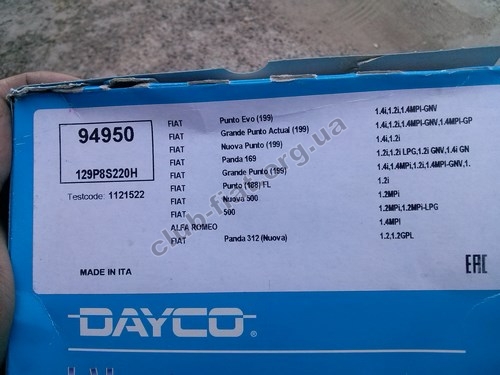 94950
129P8S220H
Testcode: 1121522
FIAT Punto Evo (199) 1.4i,1.2i,1.4MPI-GNV
FIAT Grande Punto Actual (199) 1.4i,1.2i,1.4MPI-GNV,1.4MPI-GP
FIAT Nuova Punto (199) 1.4i,1.2i
FIAT Panda 169 1.2i,1.2i LPG,1.2i GNV,1.4i GN
FIAT Grande Punto (199) 1.4i,1.4MPi,1.4i-GNV,1.
FIAT Punto (188) FL 1.2i
FIAT Nuova 500 1.2MPi
FIAT 500 1.2MPi,1.2MPi-LPG
ALFA ROMEO 1.4MPI
FIAT Panda 312 (Nuova) 1.2,1.2GPL
MADE IN ITA
EAC
DAYCO®.
club-fiat.org.ua